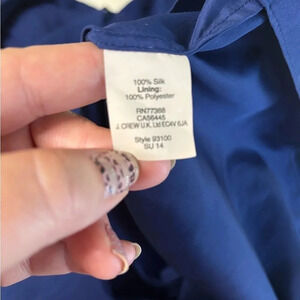 100% Silk
Lining:
100% Polyester
RN77388
CA56445
J. CREW U.K. Ltd EC4V 6JA
Style 93100
SU 14